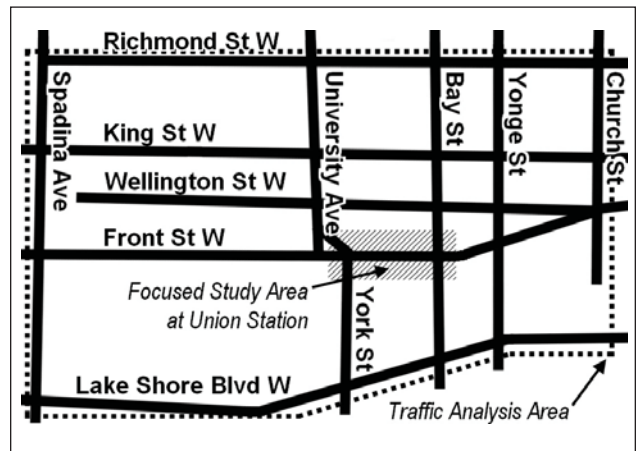 Richmond St W
Spadina Ave
University Ave
Bay St
Yonge St
Church St
King St W
Wellington St W
Front St W
Focused Study Area
at Union Station
York St
Lake Shore Blvd W
Traffic Analysis Area